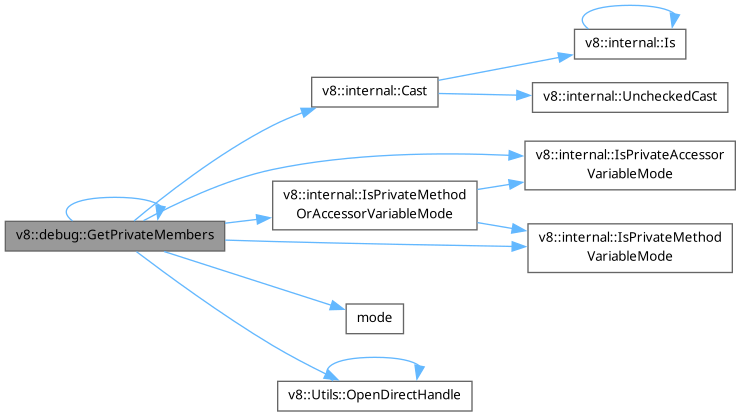 v8::debug::GetPrivateMembers
v8::internal::Cast
v8::internal::Is
v8::internal::UncheckedCast
v8::internal::IsPrivateAccessor
VariableMode
v8::internal::IsPrivateMethod
OrAccessorVariableMode
v8::internal::IsPrivateMethod
VariableMode
mode
v8::Utils::OpenDirectHandle